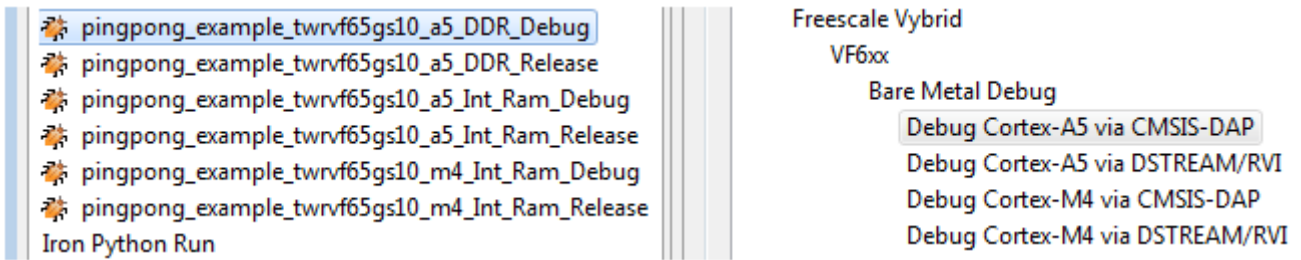 pingpong_example_twrvf65gs10_a5_DDR_Debug
pingpong_example_twrvf65gs10_a5_DDR_Release
pingpong_example_twrvf65gs10_a5_Int_Ram_Debug
pingpong_example_twrvf65gs10_a5_Int_Ram_Release
pingpong_example_twrvf65gs10_m4_Int_Ram_Debug
pingpong_example_twrvf65gs10_m4_Int_Ram_Release
Iron Python Run
Freescale Vybrid
VF6xx
Bare Metal Debug
Debug Cortex-A5 via CMSIS-DAP
Debug Cortex-A5 via DSTREAM/RVI
Debug Cortex-M4 via CMSIS-DAP
Debug Cortex-M4 via DSTREAM/RVI